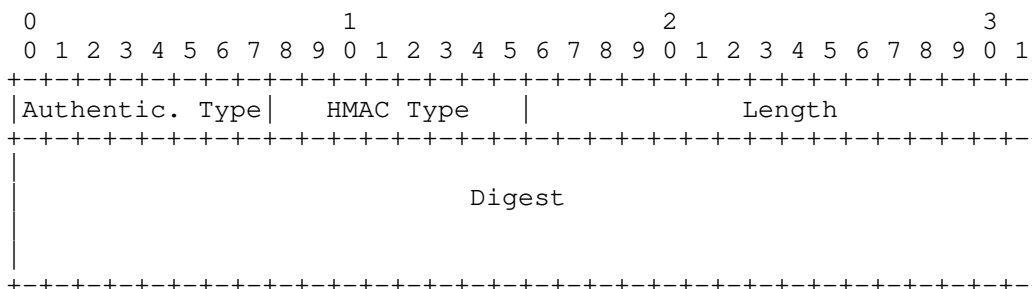 0                   1                   2                   3
 0 1 2 3 4 5 6 7 8 9 0 1 2 3 4 5 6 7 8 9 0 1 2 3 4 5 6 7 8 9 0 1
+-+-+-+-+-+-+-+-+-+-+-+-+-+-+-+-+-+-+-+-+-+-+-+-+-+-+-+-+-+-+-+-
|Authentic. Type|   HMAC Type   |             Length
+-+-+-+-+-+-+-+-+-+-+-+-+-+-+-+-+-+-+-+-+-+-+-+-+-+-+-+-+-+-+-+-
|
|                            Digest
|
|
+-+-+-+-+-+-+-+-+-+-+-+-+-+-+-+-+-+-+-+-+-+-+-+-+-+-+-+-+-+-+-+-